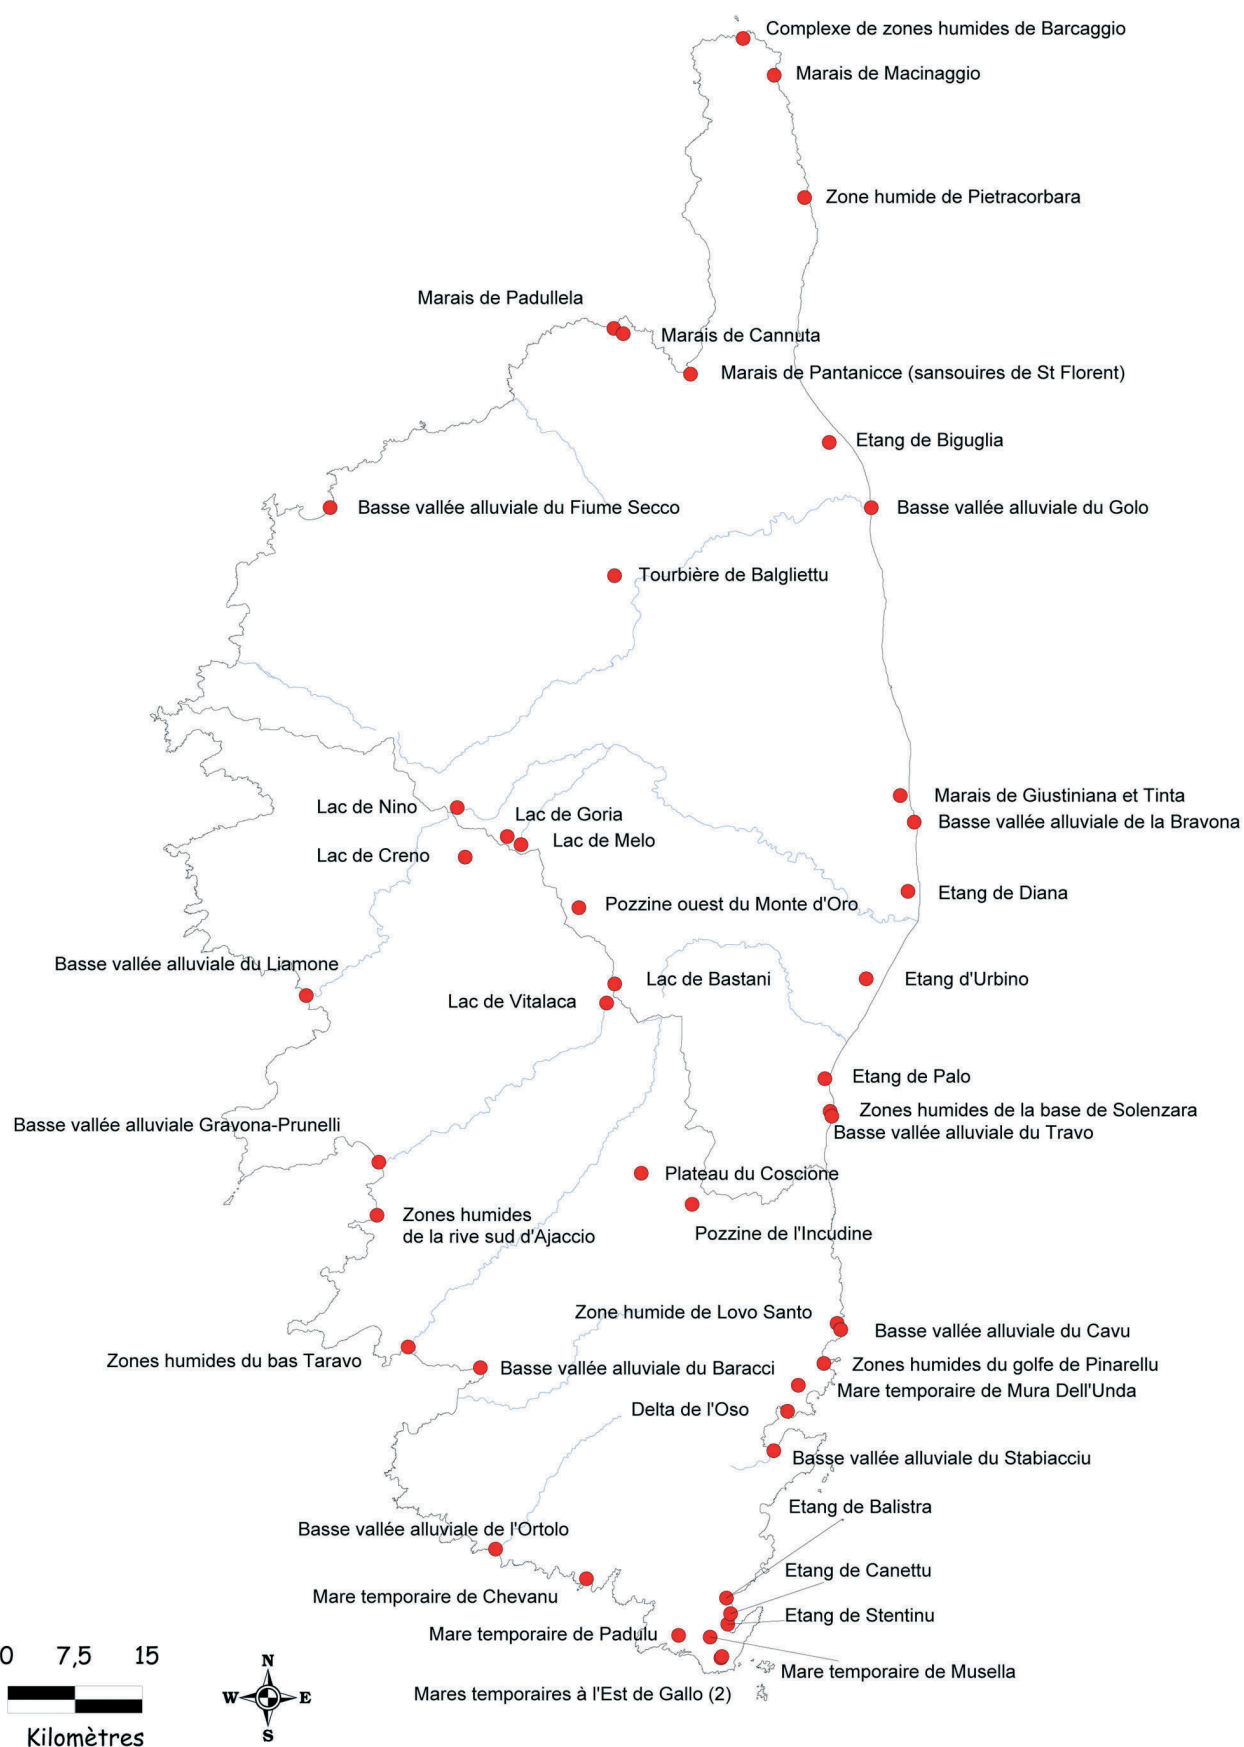 Complexe de zones humides de Barcaggio
Marais de Macinaggio
Zone humide de Pietracorbara
Marais de Padullela
Marais de Cannuta
Marais de Pantanicce (sansouires de St Florent)
Etang de Biguglia
Basse vallée alluviale du Fiume Secco
Basse vallée alluviale du Golo
Tourbière de Balgliettu
Marais de Giustiniana et Tinta
Lac de Nino
Lac de Goria
Basse vallée alluviale de la Bravona
Lac de Melo
Lac de Creno
Etang de Diana
Pozzine ouest du Monte d'Oro
Basse vallée alluviale du Liamone
Lac de Bastani
Etang d'Urbino
Lac de Vitalaca
Etang de Palo
Zones humides de la base de Solenzara
Basse vallée alluviale Gravona-Prunelli
Basse vallée alluviale du Travo
Plateau du Coscione
Zones humides
de la rive sud d'Ajaccio
Pozzine de l'Incudine
Zone humide de Lovo Santo
Basse vallée alluviale du Cavu
Zones humides du bas Taravo
Basse vallée alluviale du Baracci
Zones humides du golfe de Pinarellu
Mare temporaire de Mura Dell'Unda
Delta de l'Oso
Basse vallée alluviale du Stabiacciu
Etang de Balistra
Basse vallée alluviale de l'Ortolo
Etang de Canettu
Mare temporaire de Chevanu
Etang de Stentinu
Mare temporaire de Padulu
Mare temporaire de Musella
Mares temporaires à l'Est de Gallo (2)
0 7,5 15
Kilomètres
N
W E
S